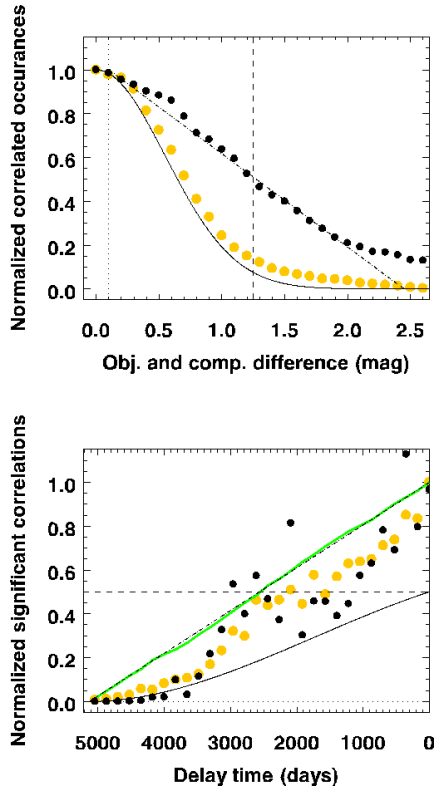 Normalized correlated occurances
1.0
0.8
0.6
0.4
0.2
0.0
0.0 0.5 1.0 1.5 2.0 2.5
Obj. and comp. difference (mag)
Normalized significant correlations
1.0
0.8
0.6
0.4
0.2
0.0
5000 4000 3000 2000 1000 0
Delay time (days)